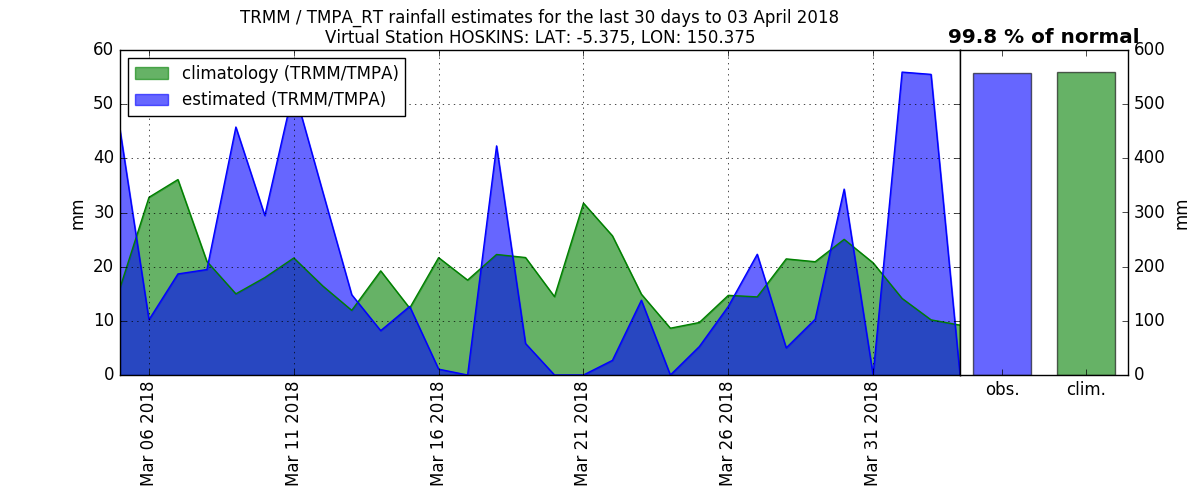 TRMM / TMPA_RT rainfall estimates for the last 30 days to 03 April 2018
Virtual Station HOSKINS: LAT: -5.375, LON: 150.375
99.8 % of normal
climatology (TRMM/TMPA)
estimated (TRMM/TMPA)
60
50
40
30
20
10
0
mm
Mar 06 2018
Mar 11 2018
Mar 16 2018
Mar 21 2018
Mar 26 2018
Mar 31 2018
600
500
400
300
200
100
0
mm
obs.
clim.